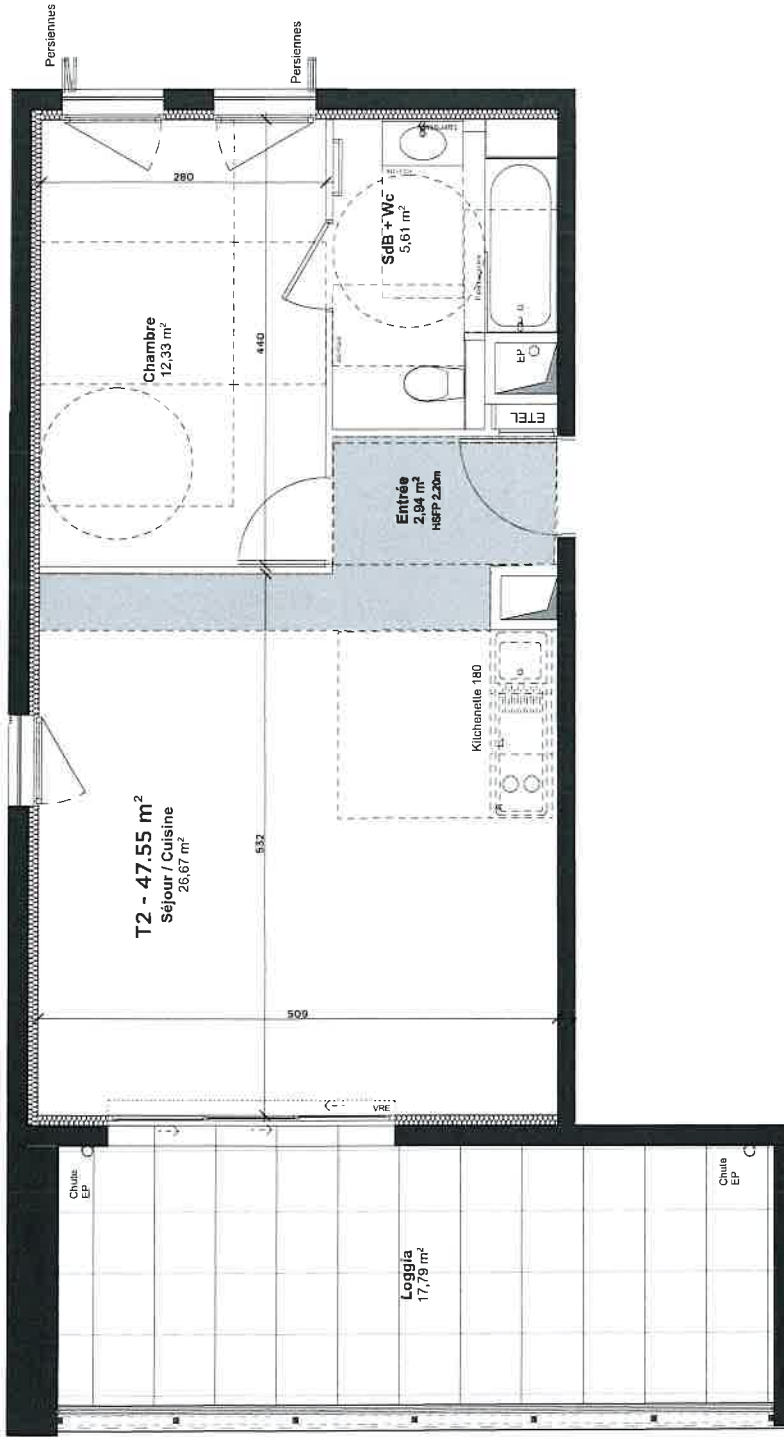 Persiennes
Persiennes
280
SdB + Wc
5,61 m²
Chambre
12,33 m²
440
EP
ETEL
Entrée
2,94 m²
HSFP 2.20m
Kitchenette 180
T2 - 47.55 m²
Séjour / Cuisine
26,67 m²
532
509
VRE
Chute
EP
Chute
EP
Loggia
17,79 m²